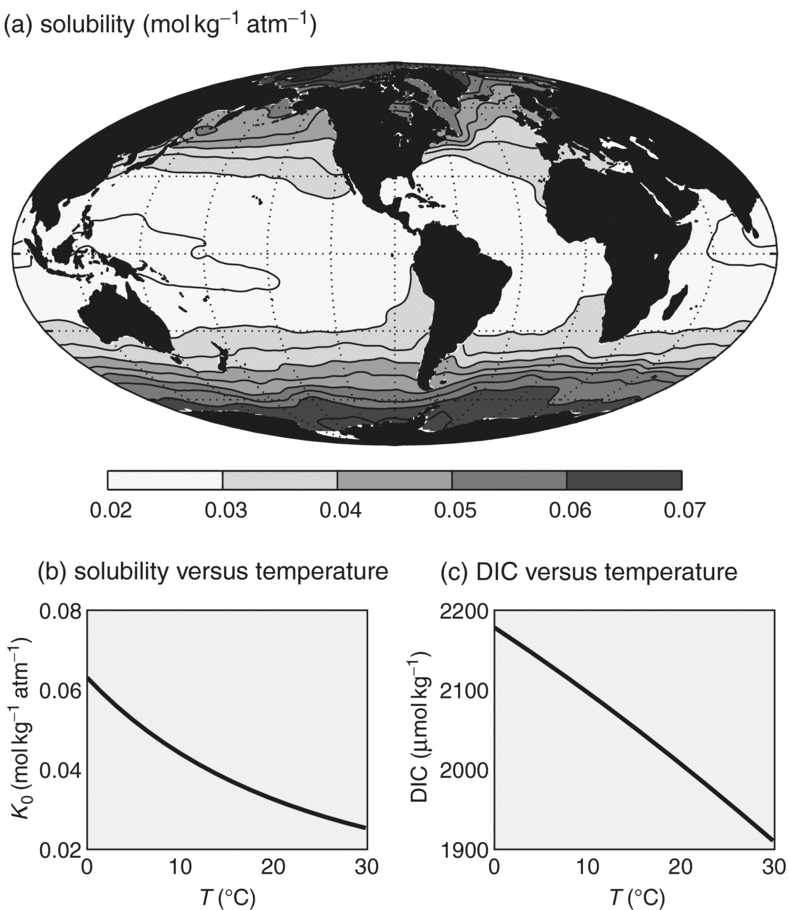 (a) solubility (mol kg⁻¹ atm⁻¹)
0.02 0.03 0.04 0.05 0.06 0.07
(b) solubility versus temperature
0.08
0.06
0.04
0.02
K₀ (mol kg⁻¹ atm⁻¹)
0 10 20 30
T (°C)
(c) DIC versus temperature
2200
2100
2000
1900
DIC (μmol kg⁻¹)
0 10 20 30
T (°C)